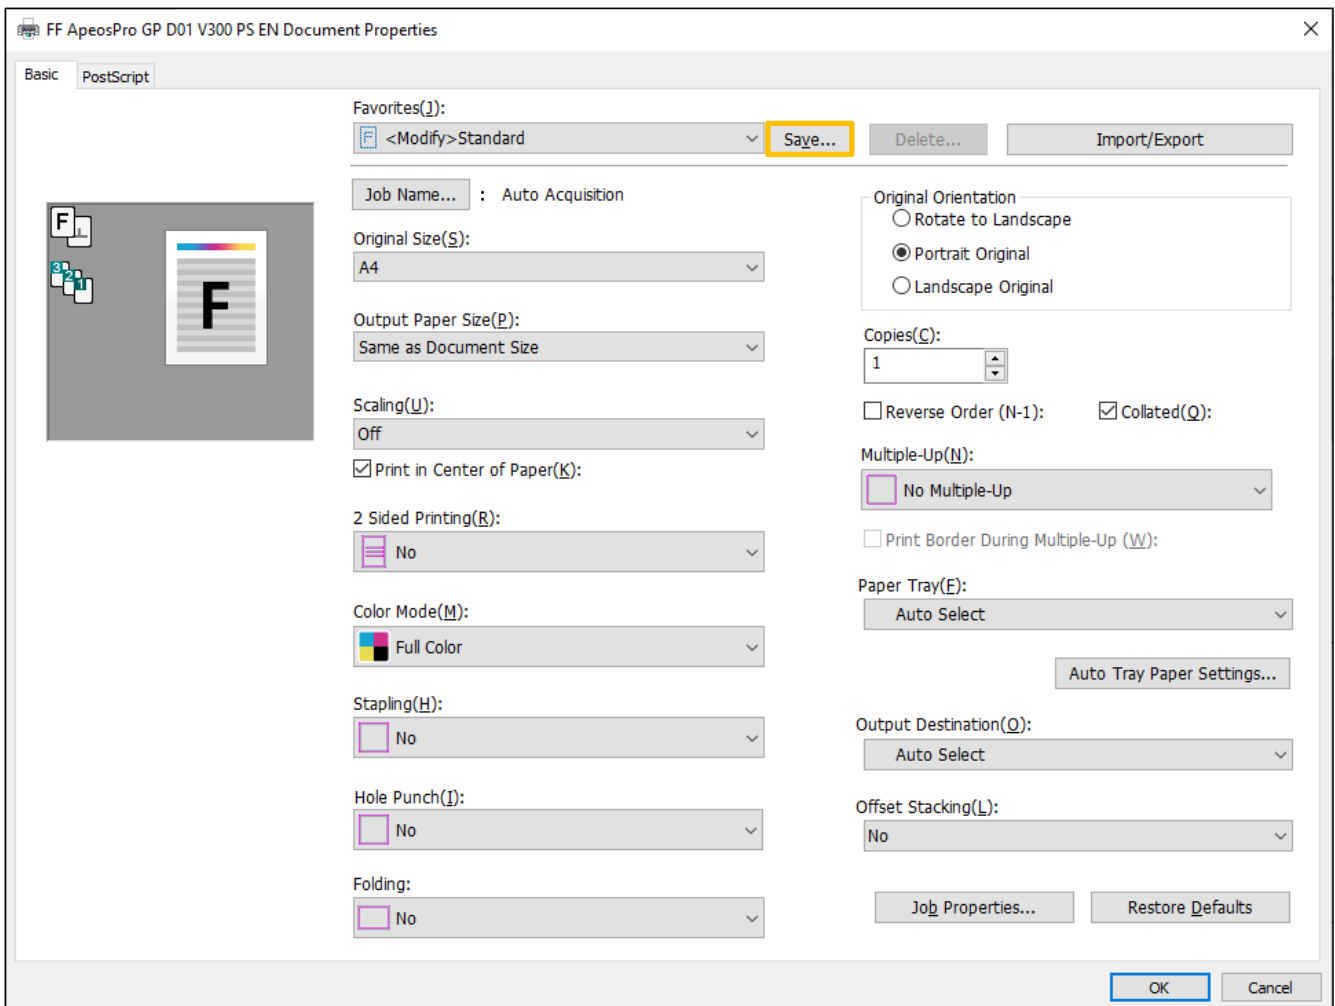 FF ApeosPro GP D01 V300 PS EN Document Properties
Basic
PostScript
Favorites(J):
F <Modify>Standard
Save...
Delete...
Import/Export
Job Name... : Auto Acquisition
Original Size(S):
A4
Output Paper Size(P):
Same as Document Size
Scaling(U):
Off
Print in Center of Paper(K):
2 Sided Printing(R):
No
Color Mode(M):
Full Color
Stapling(H):
No
Hole Punch(I):
No
Folding:
No
Original Orientation
Rotate to Landscape
Portrait Original
Landscape Original
Copies(C):
1
Reverse Order (N-1):
Collated(Q):
Multiple-Up(N):
No Multiple-Up
Print Border During Multiple-Up (W):
Paper Tray(F):
Auto Select
Auto Tray Paper Settings...
Output Destination(O):
Auto Select
Offset Stacking(L):
No
Job Properties...
Restore Defaults
OK
Cancel
F
3 2 1
F